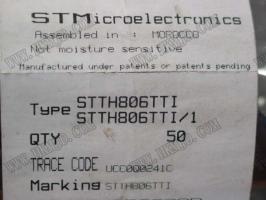 STMicroelectronics
Assembled in : MOROCCO
Not moisture sensitive
Manufactured under patents or patents pending
Type STTH806TTI
STTH806TTI/1
QTY 50
TRACE CODE UCC0Q0241C
Marking STTH806TTI